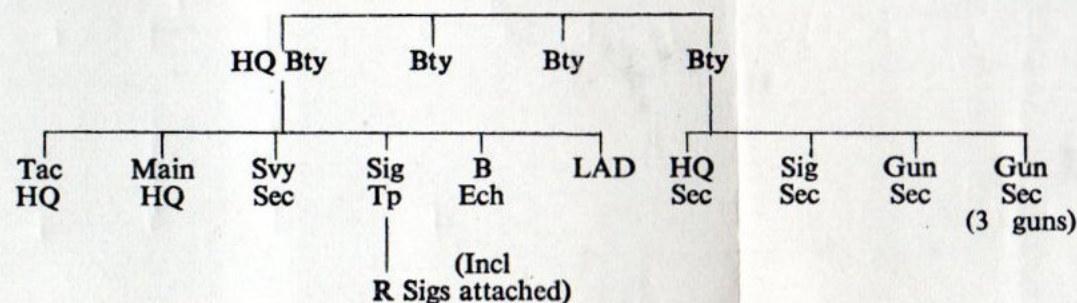 HQ Bty Bty Bty Bty
Tac Main Svy Sig B LAD HQ Sig Gun Gun
HQ HQ Sec Tp Ech Sec Sec Sec Sec
(3 guns)
(Incl
R Sigs attached)